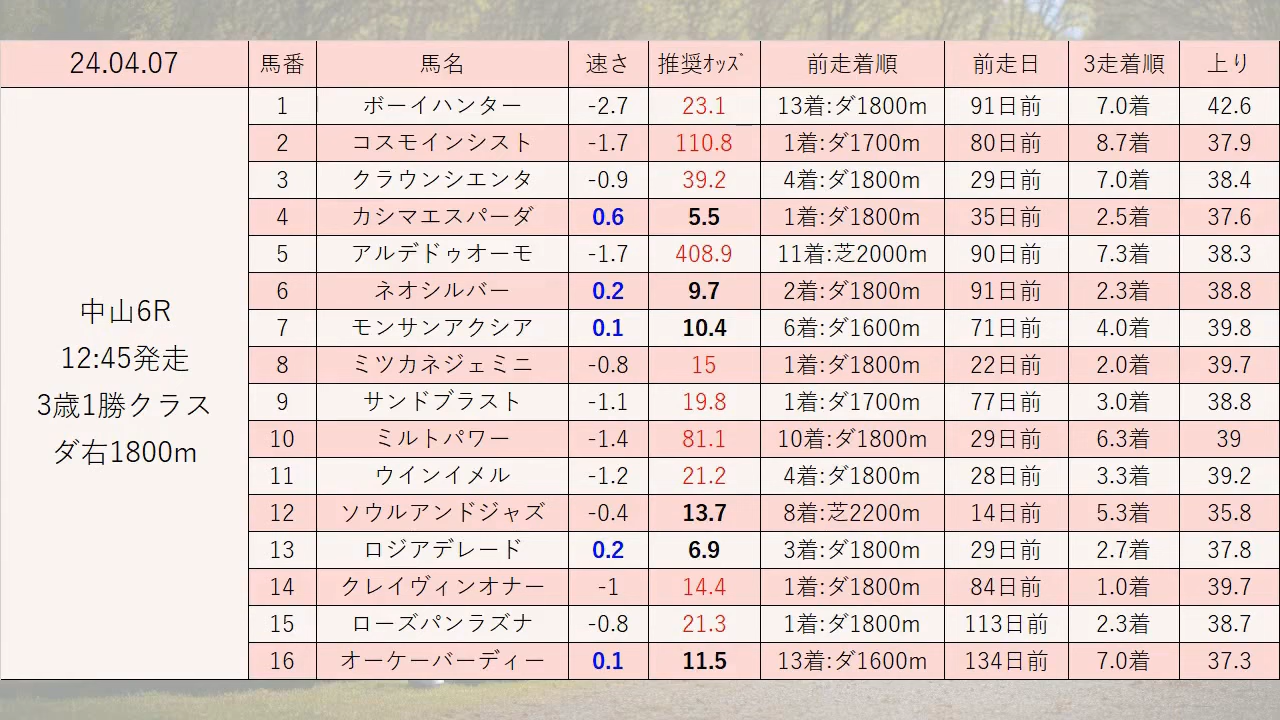 24.04.07 馬番 馬名 速さ 推奨ｵｯｽﾞ 前走着順 前走日 3走着順 上り
中山6R
12:45発走
3歳1勝クラス
ダ右1800m
1 ボーイハンター -2.7 23.1 13着:ダ1800m 91日前 7.0着 42.6
2 コスモインシスト -1.7 110.8 1着:ダ1700m 80日前 8.7着 37.9
3 クラウンシエンタ -0.9 39.2 4着:ダ1800m 29日前 7.0着 38.4
4 カシマエスパーダ 0.6 5.5 1着:ダ1800m 35日前 2.5着 37.6
5 アルデドゥオーモ -1.7 408.9 11着:芝2000m 90日前 7.3着 38.3
6 ネオシルバー 0.2 9.7 2着:ダ1800m 91日前 2.3着 38.8
7 モンサンアクシア 0.1 10.4 6着:ダ1600m 71日前 4.0着 39.8
8 ミツカネジェミニ -0.8 15 1着:ダ1800m 22日前 2.0着 39.7
9 サンドブラスト -1.1 19.8 1着:ダ1700m 77日前 3.0着 38.8
10 ミルトパワー -1.4 81.1 10着:ダ1800m 29日前 6.3着 39
11 ウインイメル -1.2 21.2 4着:ダ1800m 28日前 3.3着 39.2
12 ソウルアンドジャズ -0.4 13.7 8着:芝2200m 14日前 5.3着 35.8
13 ロジアデレード 0.2 6.9 3着:ダ1800m 29日前 2.7着 37.8
14 クレイヴィンオナー -1 14.4 1着:ダ1800m 84日前 1.0着 39.7
15 ローズパンラズナ -0.8 21.3 1着:ダ1800m 113日前 2.3着 38.7
16 オーケーバーディー 0.1 11.5 13着:ダ1600m 134日前 7.0着 37.3